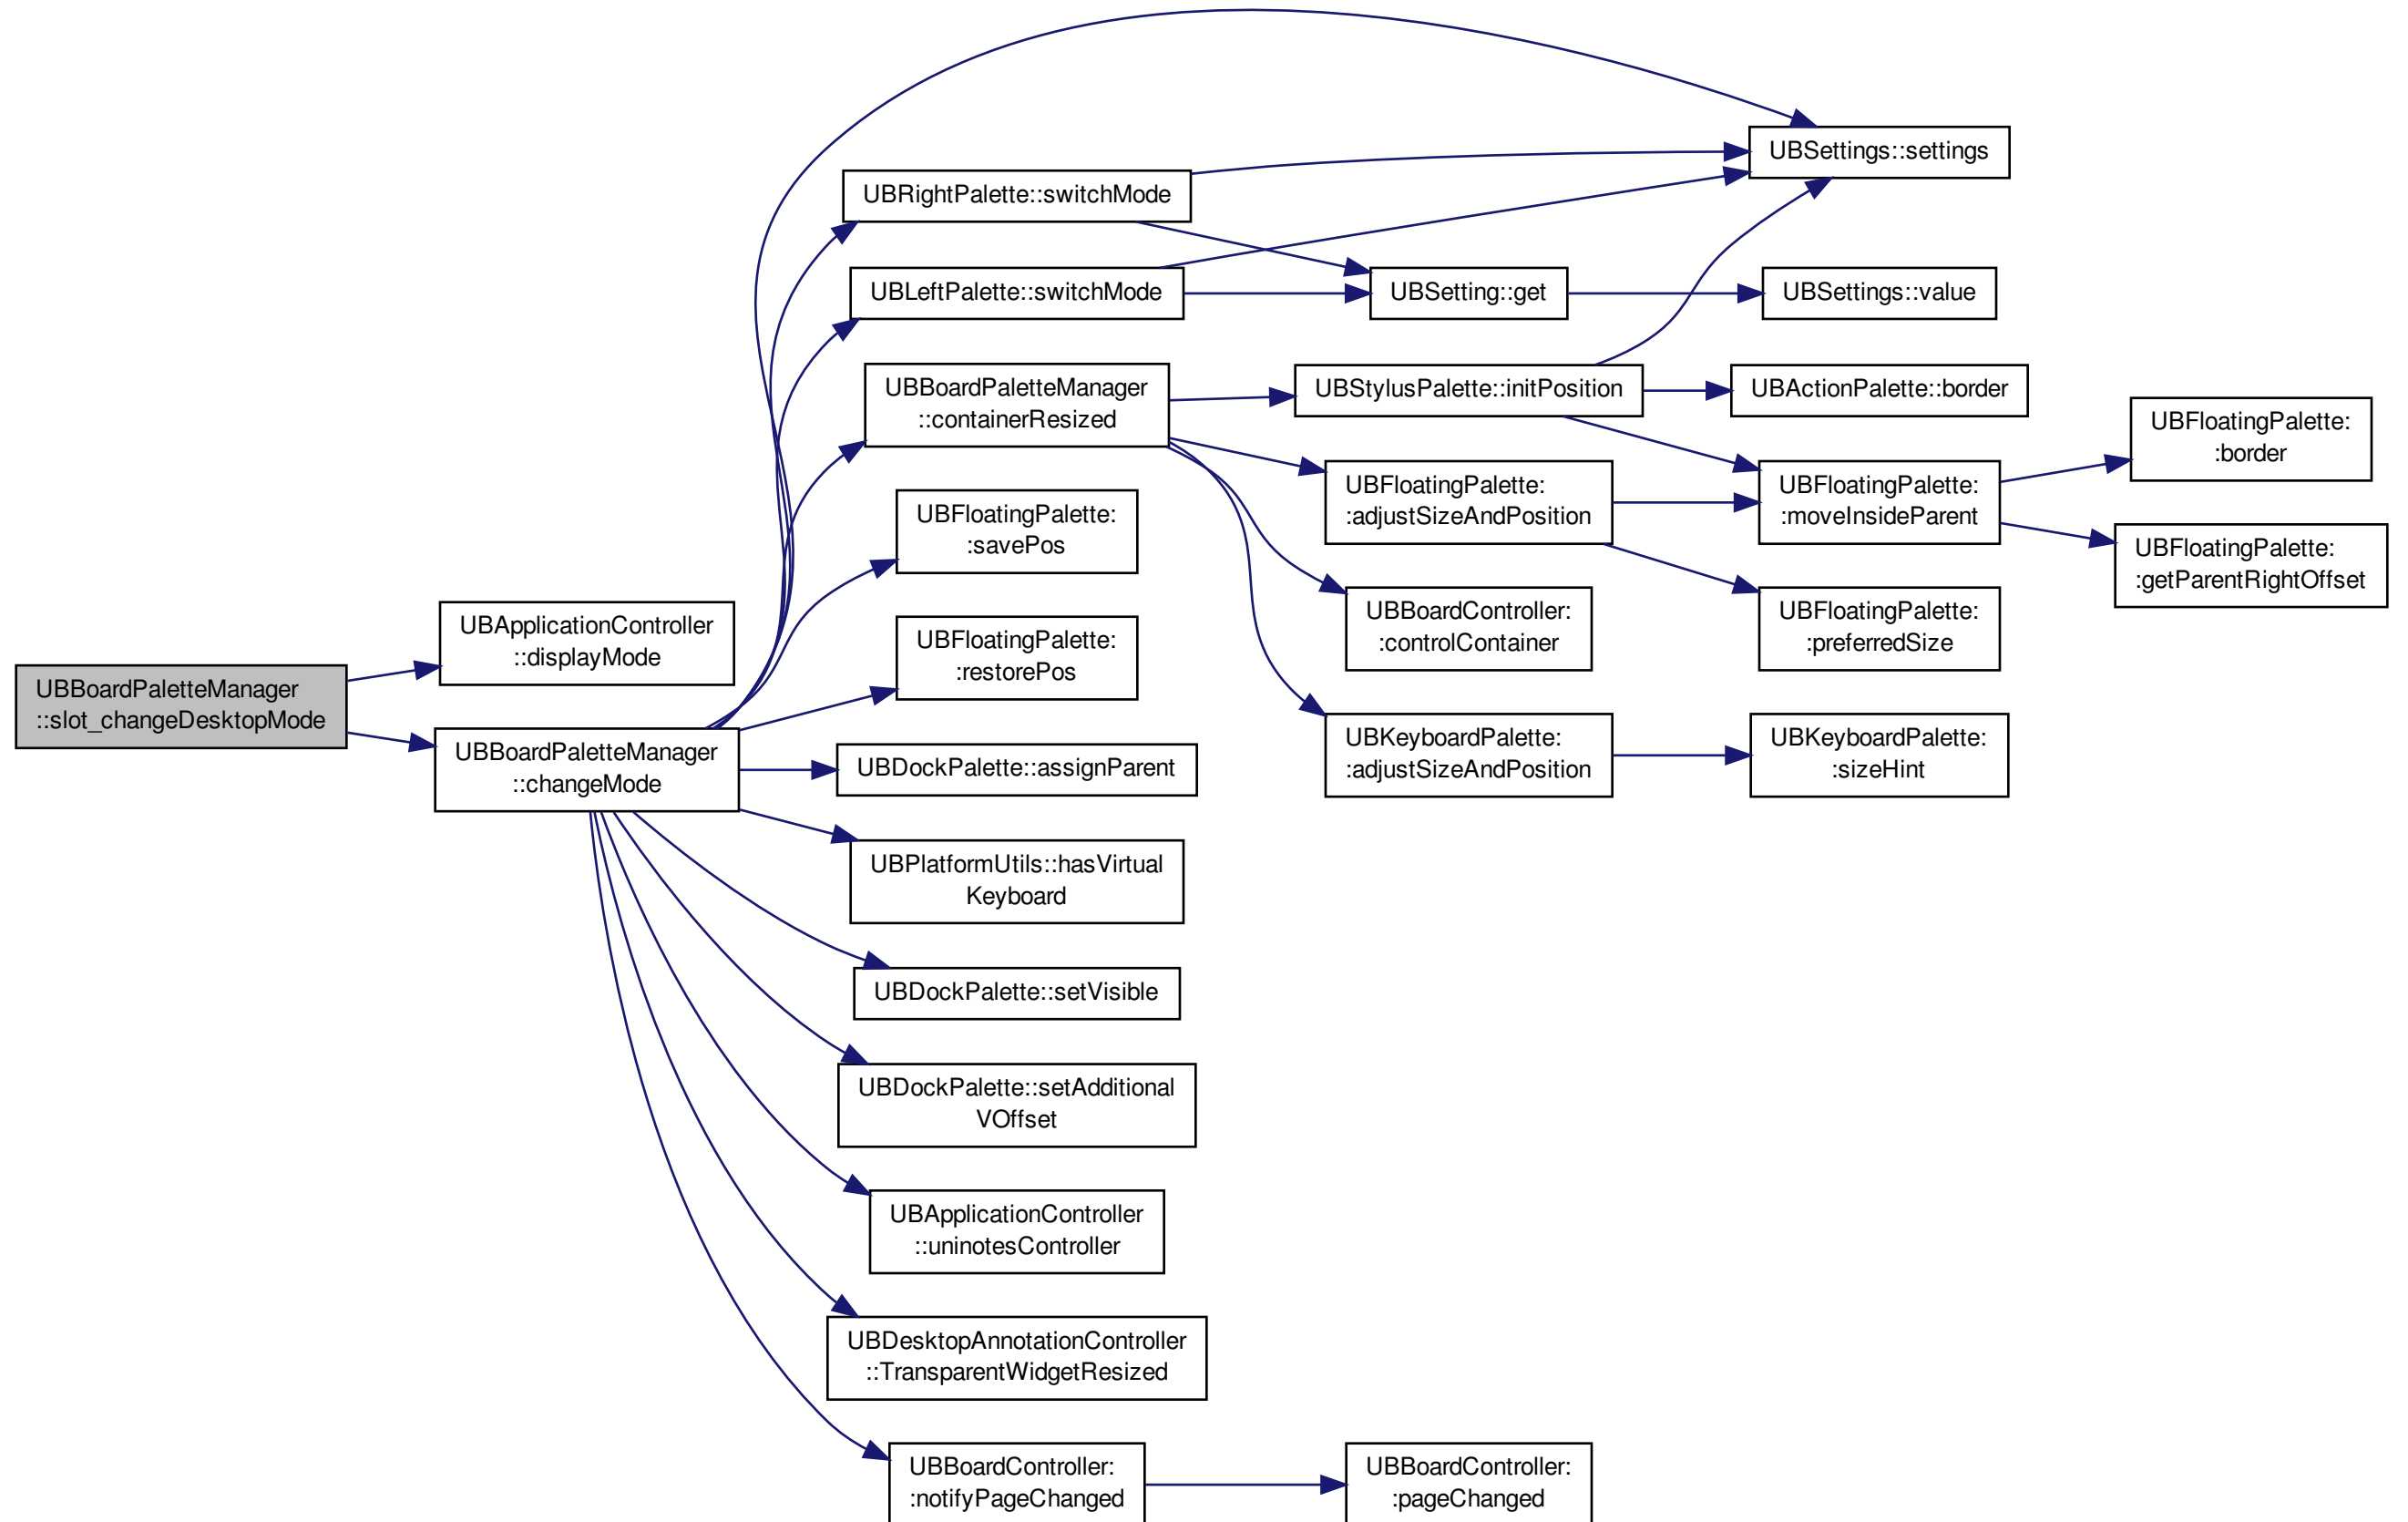 UBBoardPaletteManager
::slot_changeDesktopMode
UBApplicationController
::displayMode
UBBoardPaletteManager
::changeMode
UBRightPalette::switchMode
UBLeftPalette::switchMode
UBBoardPaletteManager
::containerResized
UBFloatingPalette:
:savePos
UBFloatingPalette:
:restorePos
UBDockPalette::assignParent
UBPlatformUtils::hasVirtual
Keyboard
UBDockPalette::setVisible
UBDockPalette::setAdditional
VOffset
UBApplicationController
::uninotesController
UBDesktopAnnotationController
::TransparentWidgetResized
UBBoardController:
:notifyPageChanged
UBSetting::get
UBStylusPalette::initPosition
UBFloatingPalette:
:adjustSizeAndPosition
UBBoardController:
:controlContainer
UBKeyboardPalette:
:adjustSizeAndPosition
UBBoardController:
:pageChanged
UBSettings::settings
UBSettings::value
UBActionPalette::border
UBFloatingPalette:
:moveInsideParent
UBFloatingPalette:
:preferredSize
UBKeyboardPalette:
:sizeHint
UBFloatingPalette:
:border
UBFloatingPalette:
:getParentRightOffset